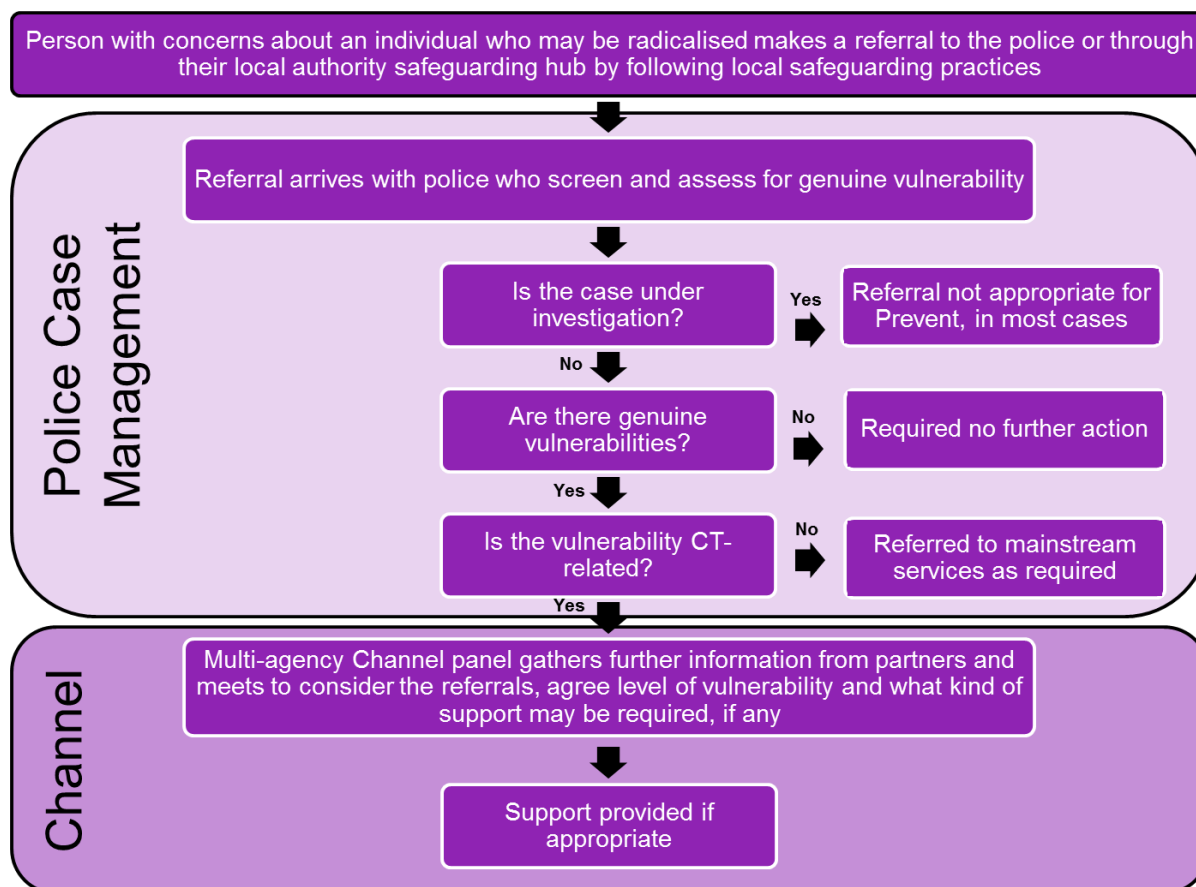 Person with concerns about an individual who may be radicalised makes a referral to the police or through
their local authority safeguarding hub by following local safeguarding practices
Police Case
Management
Referral arrives with police who screen and assess for genuine vulnerability
Is the case under
investigation?
Yes
Referral not appropriate for
Prevent, in most cases
No
Are there genuine
vulnerabilities?
No
Required no further action
Yes
Is the vulnerability CT-
related?
No
Referred to mainstream
services as required
Yes
Channel
Multi-agency Channel panel gathers further information from partners and
meets to consider the referrals, agree level of vulnerability and what kind of
support may be required, if any
Support provided if
appropriate